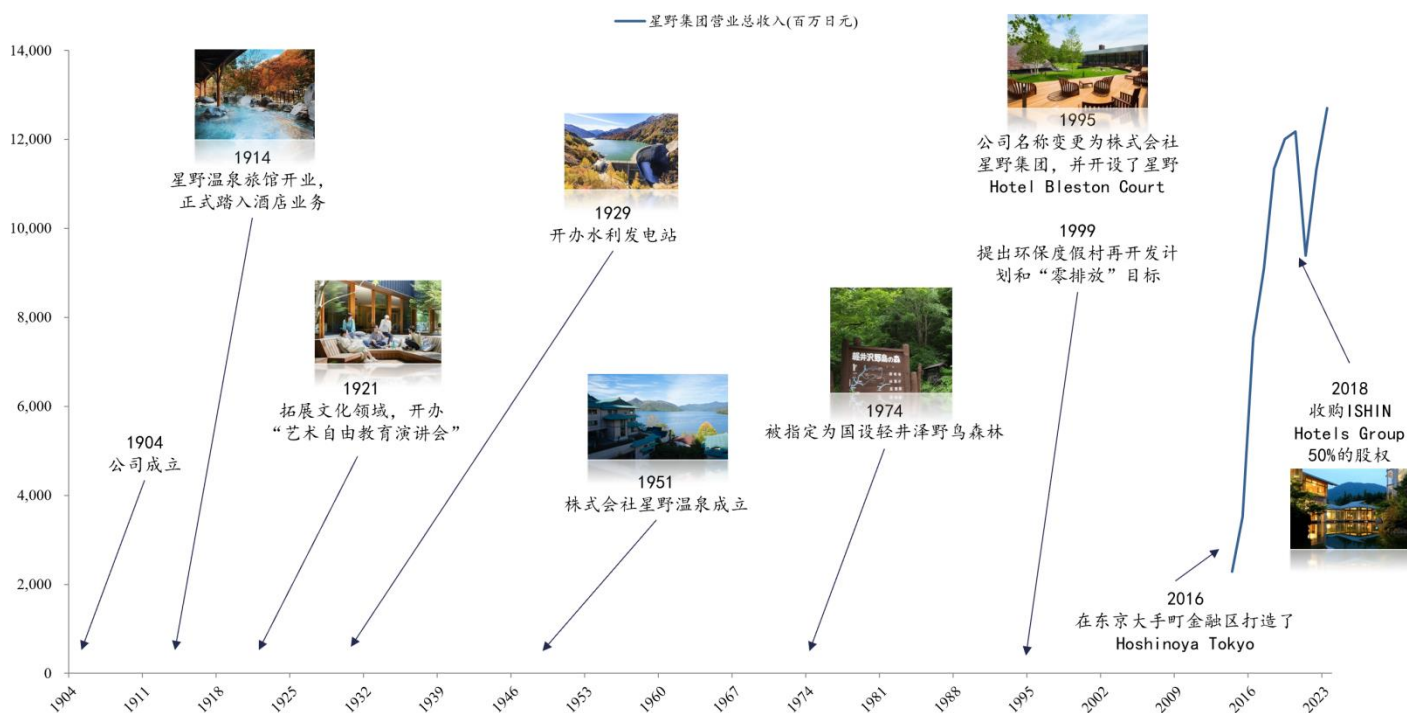 星野集团营业总收入(百万日元)
14,000
12,000
10,000
8,000
6,000
4,000
2,000
0
1914
星野温泉旅馆开业,
正式踏入酒店业务
1929
开办水利发电站
1995
公司名称变更为株式会社
星野集团, 并开设了星野
Hotel Bleston Court
1999
提出环保度假村再开发计
划和“零排放”目标
1921
拓展文化领域, 开办
“艺术自由教育演讲会”
1904
公司成立
1951
株式会社星野温泉成立
軽井沢野鳥の森
1974
被指定为国设轻井泽野鸟森林
2018
收购ISHIN
Hotels Group
50%的股权
2016
在东京大手町金融区打造了
Hoshinoya Tokyo
1904 1911 1918 1925 1932 1939 1946 1953 1960 1967 1974 1981 1988 1995 2002 2009 2016 2023